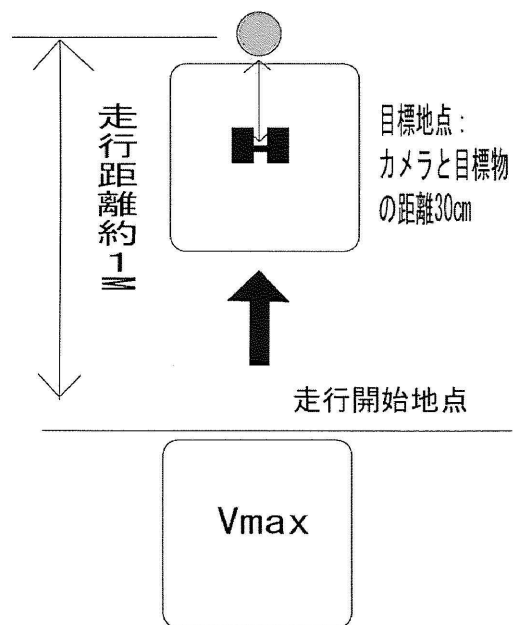 走行距離約1M
目標地点：
カメラと目標物
の距離30cm
走行開始地点
Vmax